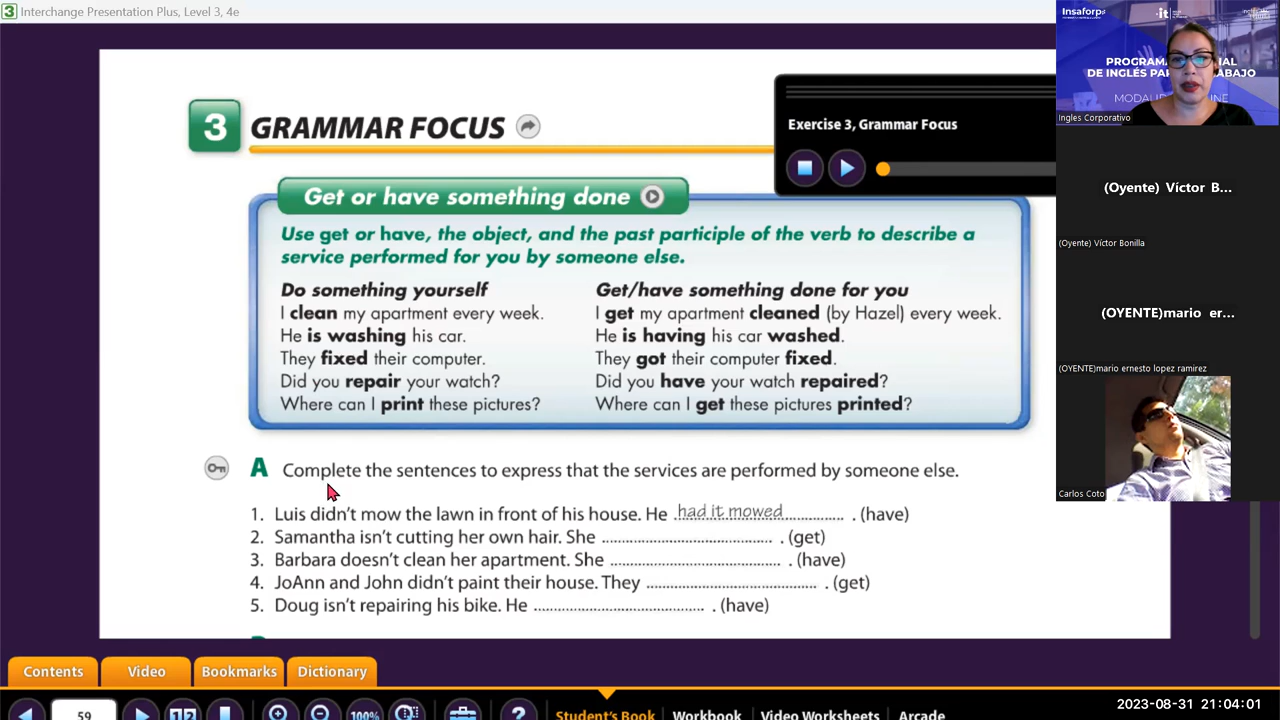 Interchange Presentation Plus, Level 3, 4e
3 GRAMMAR FOCUS
Exercise 3, Grammar Focus
Get or have something done
Use get or have, the object, and the past participle of the verb to describe a
service performed for you by someone else.
Do something yourself
I clean my apartment every week.
He is washing his car.
They fixed their computer.
Did you repair your watch?
Where can I print these pictures?
Get/have something done for you
I get my apartment cleaned (by Hazel) every week.
He is having his car washed.
They got their computer fixed.
Did you have your watch repaired?
Where can I get these pictures printed?
A Complete the sentences to express that the services are performed by someone else.
1. Luis didn't mow the lawn in front of his house. He had it mowed . (have)
2. Samantha isn't cutting her own hair. She . (get)
3. Barbara doesn't clean her apartment. She . (have)
4. JoAnn and John didn't paint their house. They . (get)
5. Doug isn't repairing his bike. He . (have)
Contents Video Bookmarks Dictionary
59 1 2 100% ? Student's Book Workbook Video Worksheets Arcade
Insaforp
it
Ingles Corporativo
(Oyente) Víctor B...
(Oyente) Víctor Bonilla
(OYENTE)mario er...
(OYENTE)mario ernesto lopez ramirez
Carlos Coto
2023-08-31 21:04:01